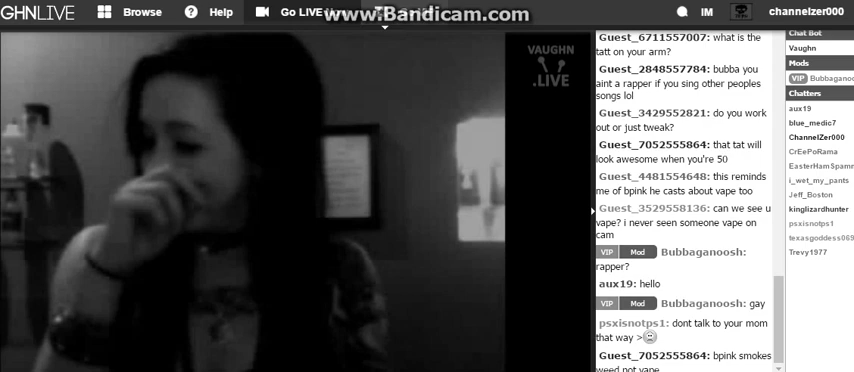 GHNLIVE Browse Help Go LIVE www.Bandicam.com IM channelzer000
VAUGHN
.LIVE
Guest_6711557007: what is the
tatt on your arm?
Guest_2848557784: bubba you
aint a rapper if you sing other peoples
songs lol
Guest_3429552821: do you work
out or just tweak?
Guest_7052555864: that tat will
look awesome when you're 50
Guest_4481554648: this reminds
me of bpink he casts about vape too
Guest_3529558136: can we see u
vape? i never seen someone vape on
cam
VIP Mod Bubbaganoosh:
rapper?
aux19: hello
VIP Mod Bubbaganoosh: gay
psxisnotps1: dont talk to your mom
that way >
Guest_7052555864: bpink smokes
weed not vape
Chat Bot
Vaughn
Mods
VIP Bubbaganoo
Chatters
aux19
blue_medic7
ChannelZer000
CrEePoRama
EasterHamSpamm
i_wet_my_pants
Jeff_Boston
kinglizardhunter
psxisnotps1
texasgoddess069
Trevy1977